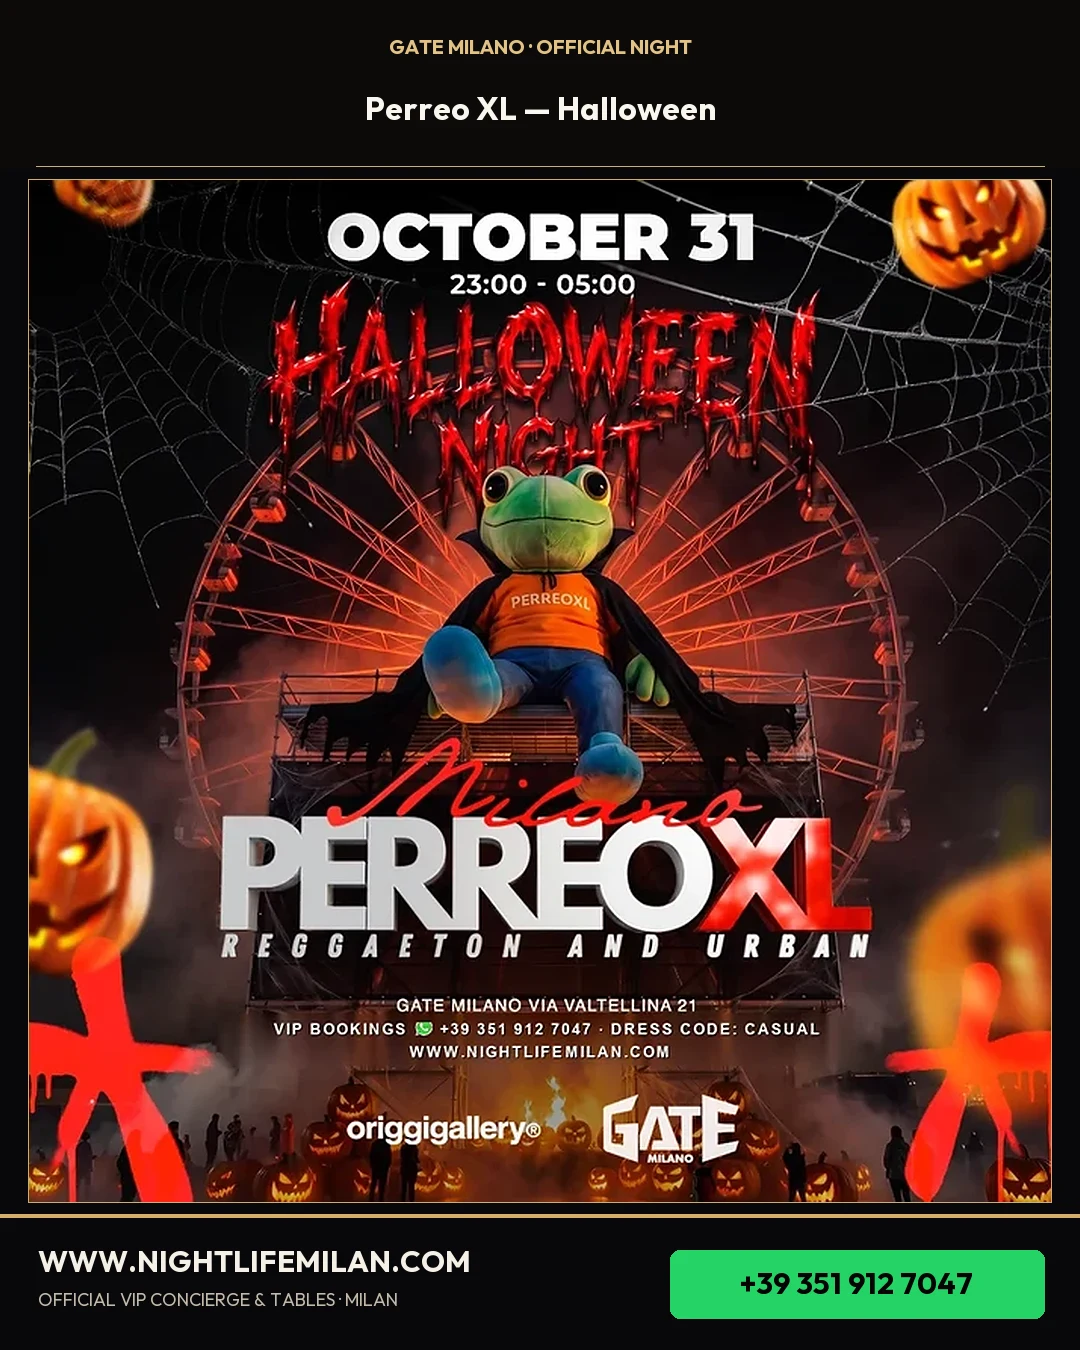 GATE MILANO · OFFICIAL NIGHT
Perreo XL — Halloween
OCTOBER 31
23:00 - 05:00
HALLOWEEN
NIGHT
PERREOXL
Milano
PERREOXL
REGGAETON AND URBAN
GATE MILANO VIA VALTELLINA 21
VIP BOOKINGS +39 351 912 7047 · DRESS CODE: CASUAL
WWW.NIGHTLIFEMILAN.COM
origgigallery®
GATE
MILANO
WWW.NIGHTLIFEMILAN.COM
OFFICIAL VIP CONCIERGE & TABLES · MILAN
+39 351 912 7047